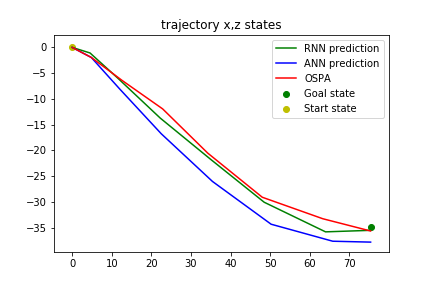 trajectory x,z states
RNN prediction
ANN prediction
OSPA
Goal state
Start state
0
−5
−10
−15
−20
−25
−30
−35
0 10 20 30 40 50 60 70